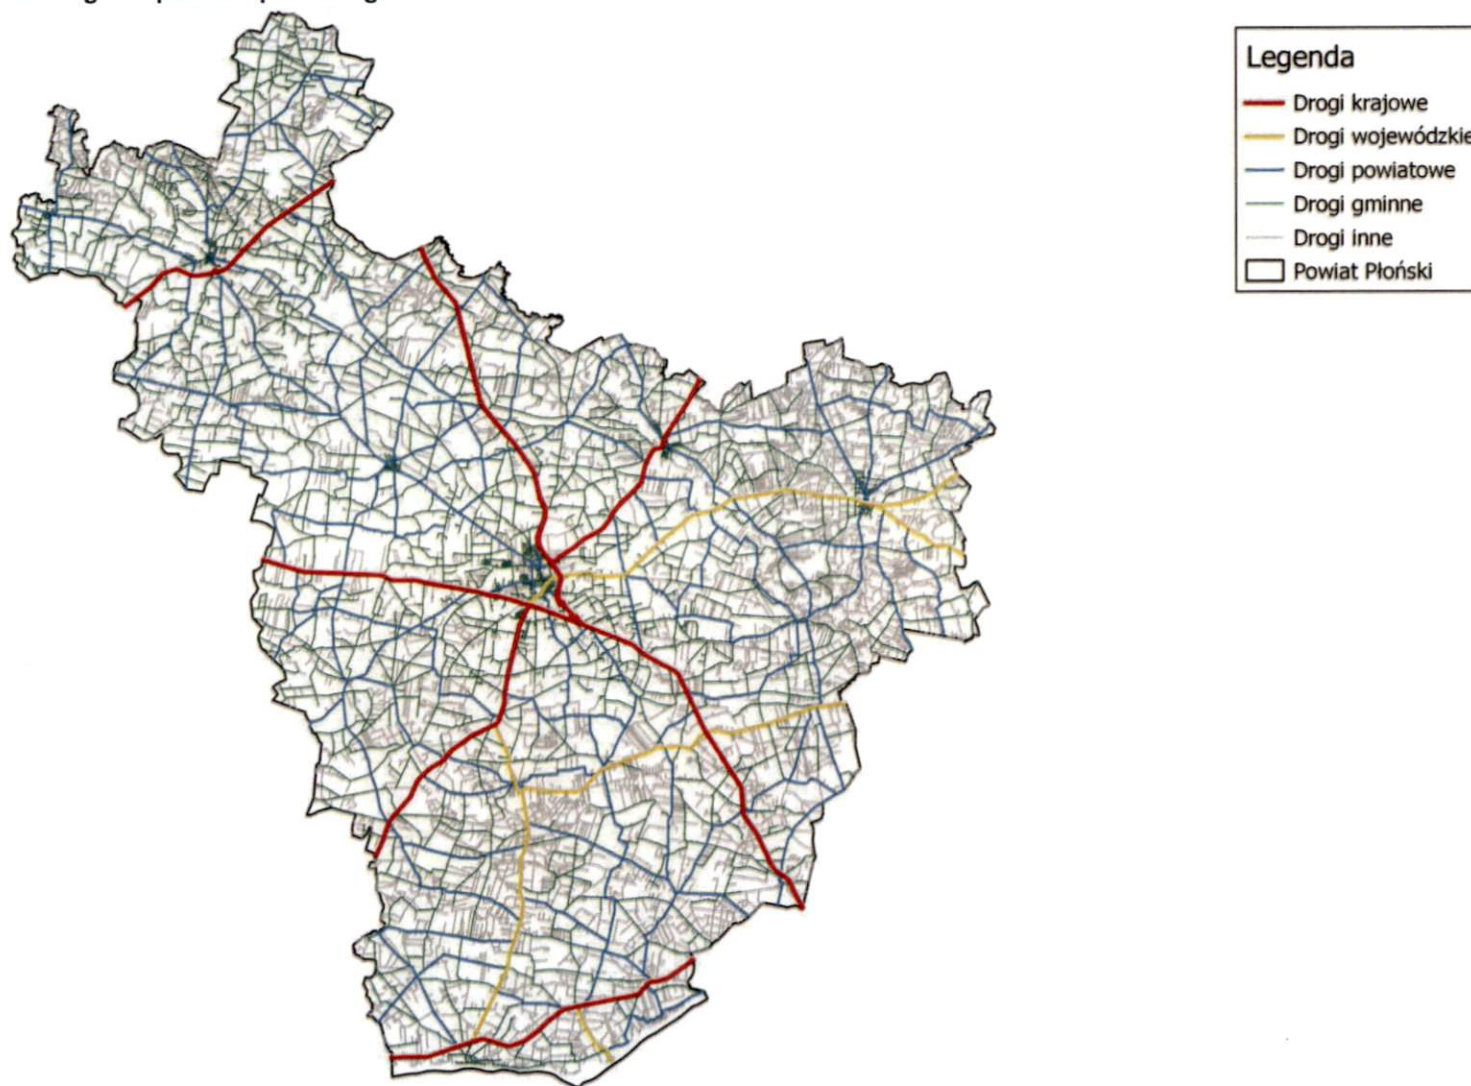 Legenda
Drogi krajowe
Drogi wojewódzkie
Drogi powiatowe
Drogi gminne
Drogi inne
Powiat Płoński